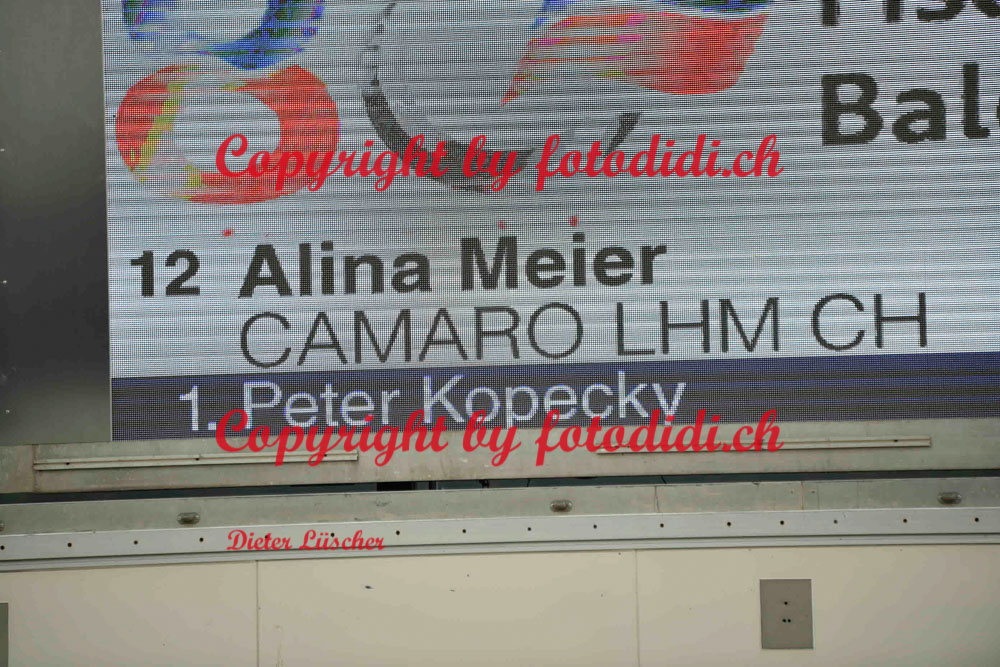 Copyright by fotodidi.ch
12 Alina Meier
CAMARO LHM CH
1. Peter Kopecky
Copyright by fotodidi.ch
Dieter Lüscher